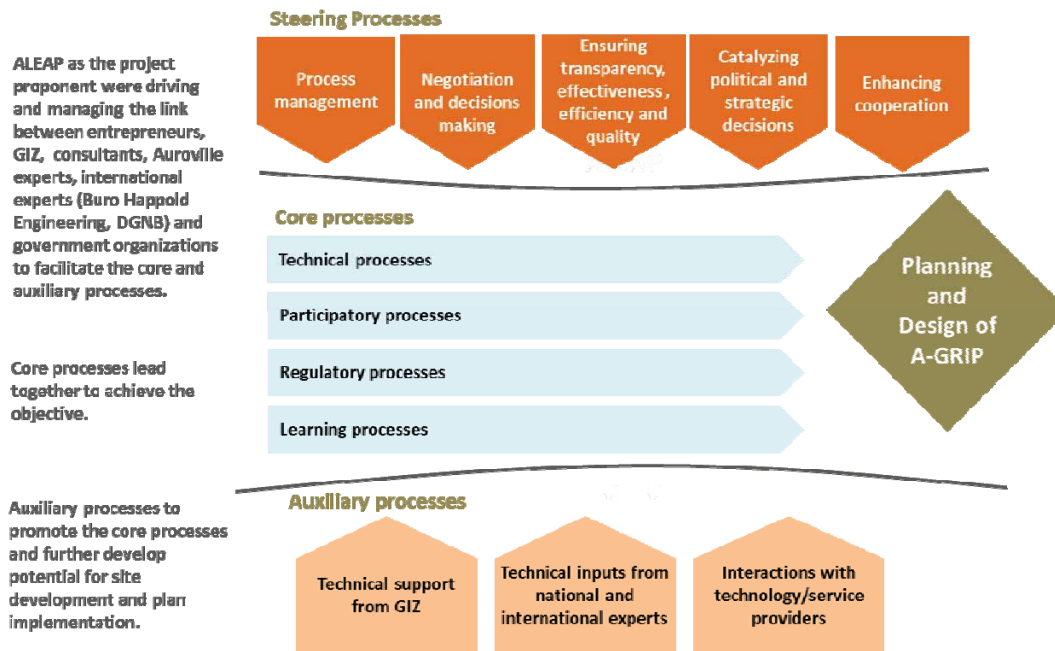 Steering Processes
ALEAP as the project
proponent were driving
and managing the link
between entrepreneurs,
GIZ, consultants, Auroville
experts, international
experts (Buro Happold
Engineering, DGNB) and
government organizations
to facilitate the core and
auxiliary processes.
Process
management
Negotiation
and decisions
making
Ensuring
transparency,
effectiveness,
efficiency and
quality
Catalyzing
political and
strategic
decisions
Enhancing
cooperation
Core processes
Technical processes
Participatory processes
Regulatory processes
Learning processes
Planning
and
Design of
A-GRIP
Core processes lead
together to achieve the
objective.
Auxiliary processes to
promote the core processes
and further develop
potential for site
development and plan
implementation.
Auxiliary processes
Technical support
from GIZ
Technical inputs from
national and
international experts
Interactions with
technology/service
providers